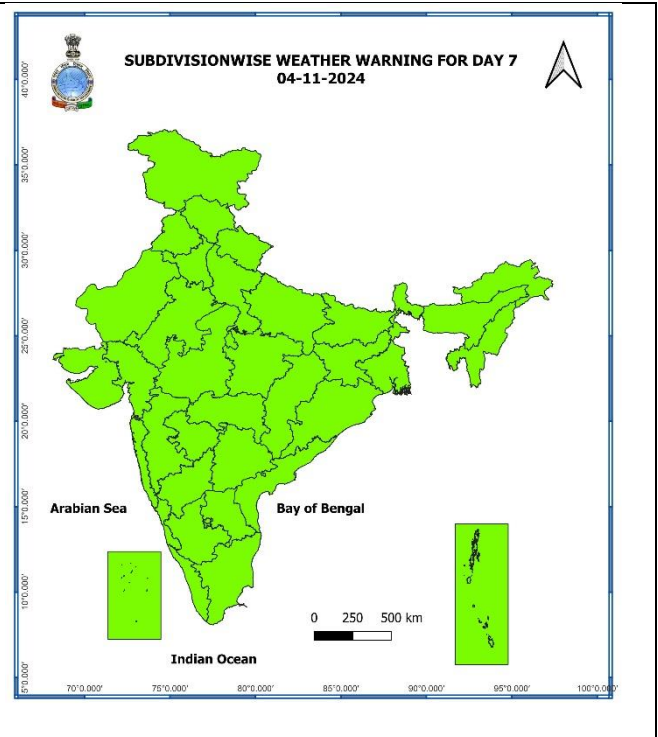 SUBDIVISIONWISE WEATHER WARNING FOR DAY 7
04-11-2024
40°0.000'
35°0.000'
30°0.000'
25°0.000'
20°0.000'
15°0.000'
10°0.000'
5°0.000'
Arabian Sea
Bay of Bengal
0 250 500 km
Indian Ocean
70°0.000' 75°0.000' 80°0.000' 85°0.000' 90°0.000' 95°0.000' 100°0.000'